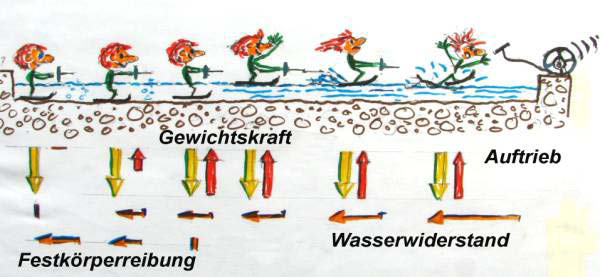 Gewichtskraft
Auftrieb
Wasserwiderstand
Festkörperreibung